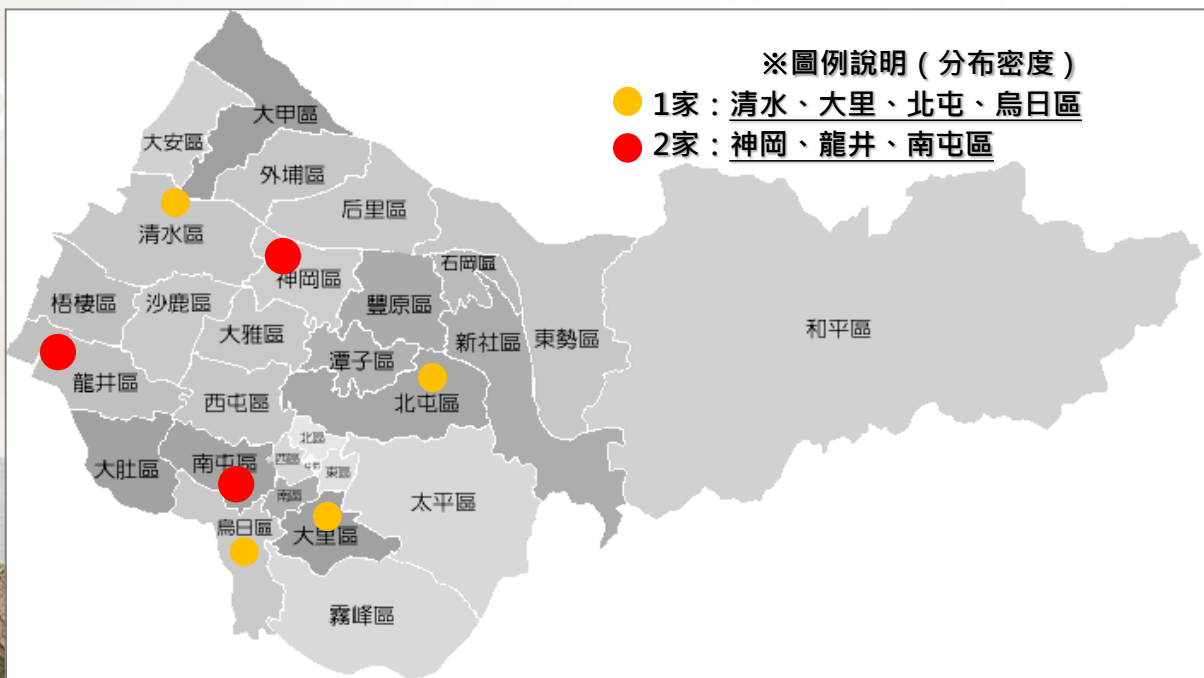 ※圖例說明（分布密度）
1家：清水、大里、北屯、烏日區
2家：神岡、龍井、南屯區
大甲區
大安區
外埔區
后里區
清水區
神岡區
石岡區
梧棲區
沙鹿區
豐原區
大雅區
新社區
東勢區
和平區
潭子區
龍井區
西屯區
北屯區
北區
大肚區
南屯區
西區
東區
南區
太平區
烏日區
大里區
霧峰區